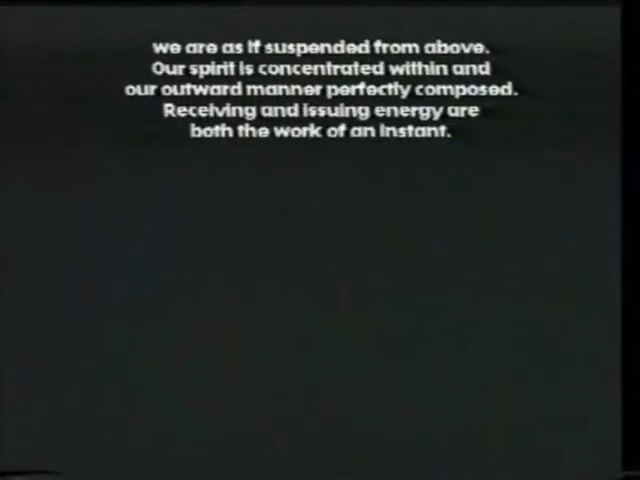 we are as if suspended from above.
Our spirit is concentrated within and
our outward manner perfectly composed.
Receiving and issuing energy are
both the work of an instant.